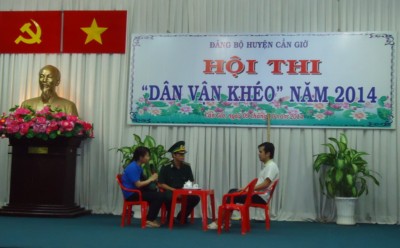 ĐẢNG BỘ HUYỆN CẦN GIỜ
HỘI THI
"DÂN VẬN KHÉO" NĂM 2014